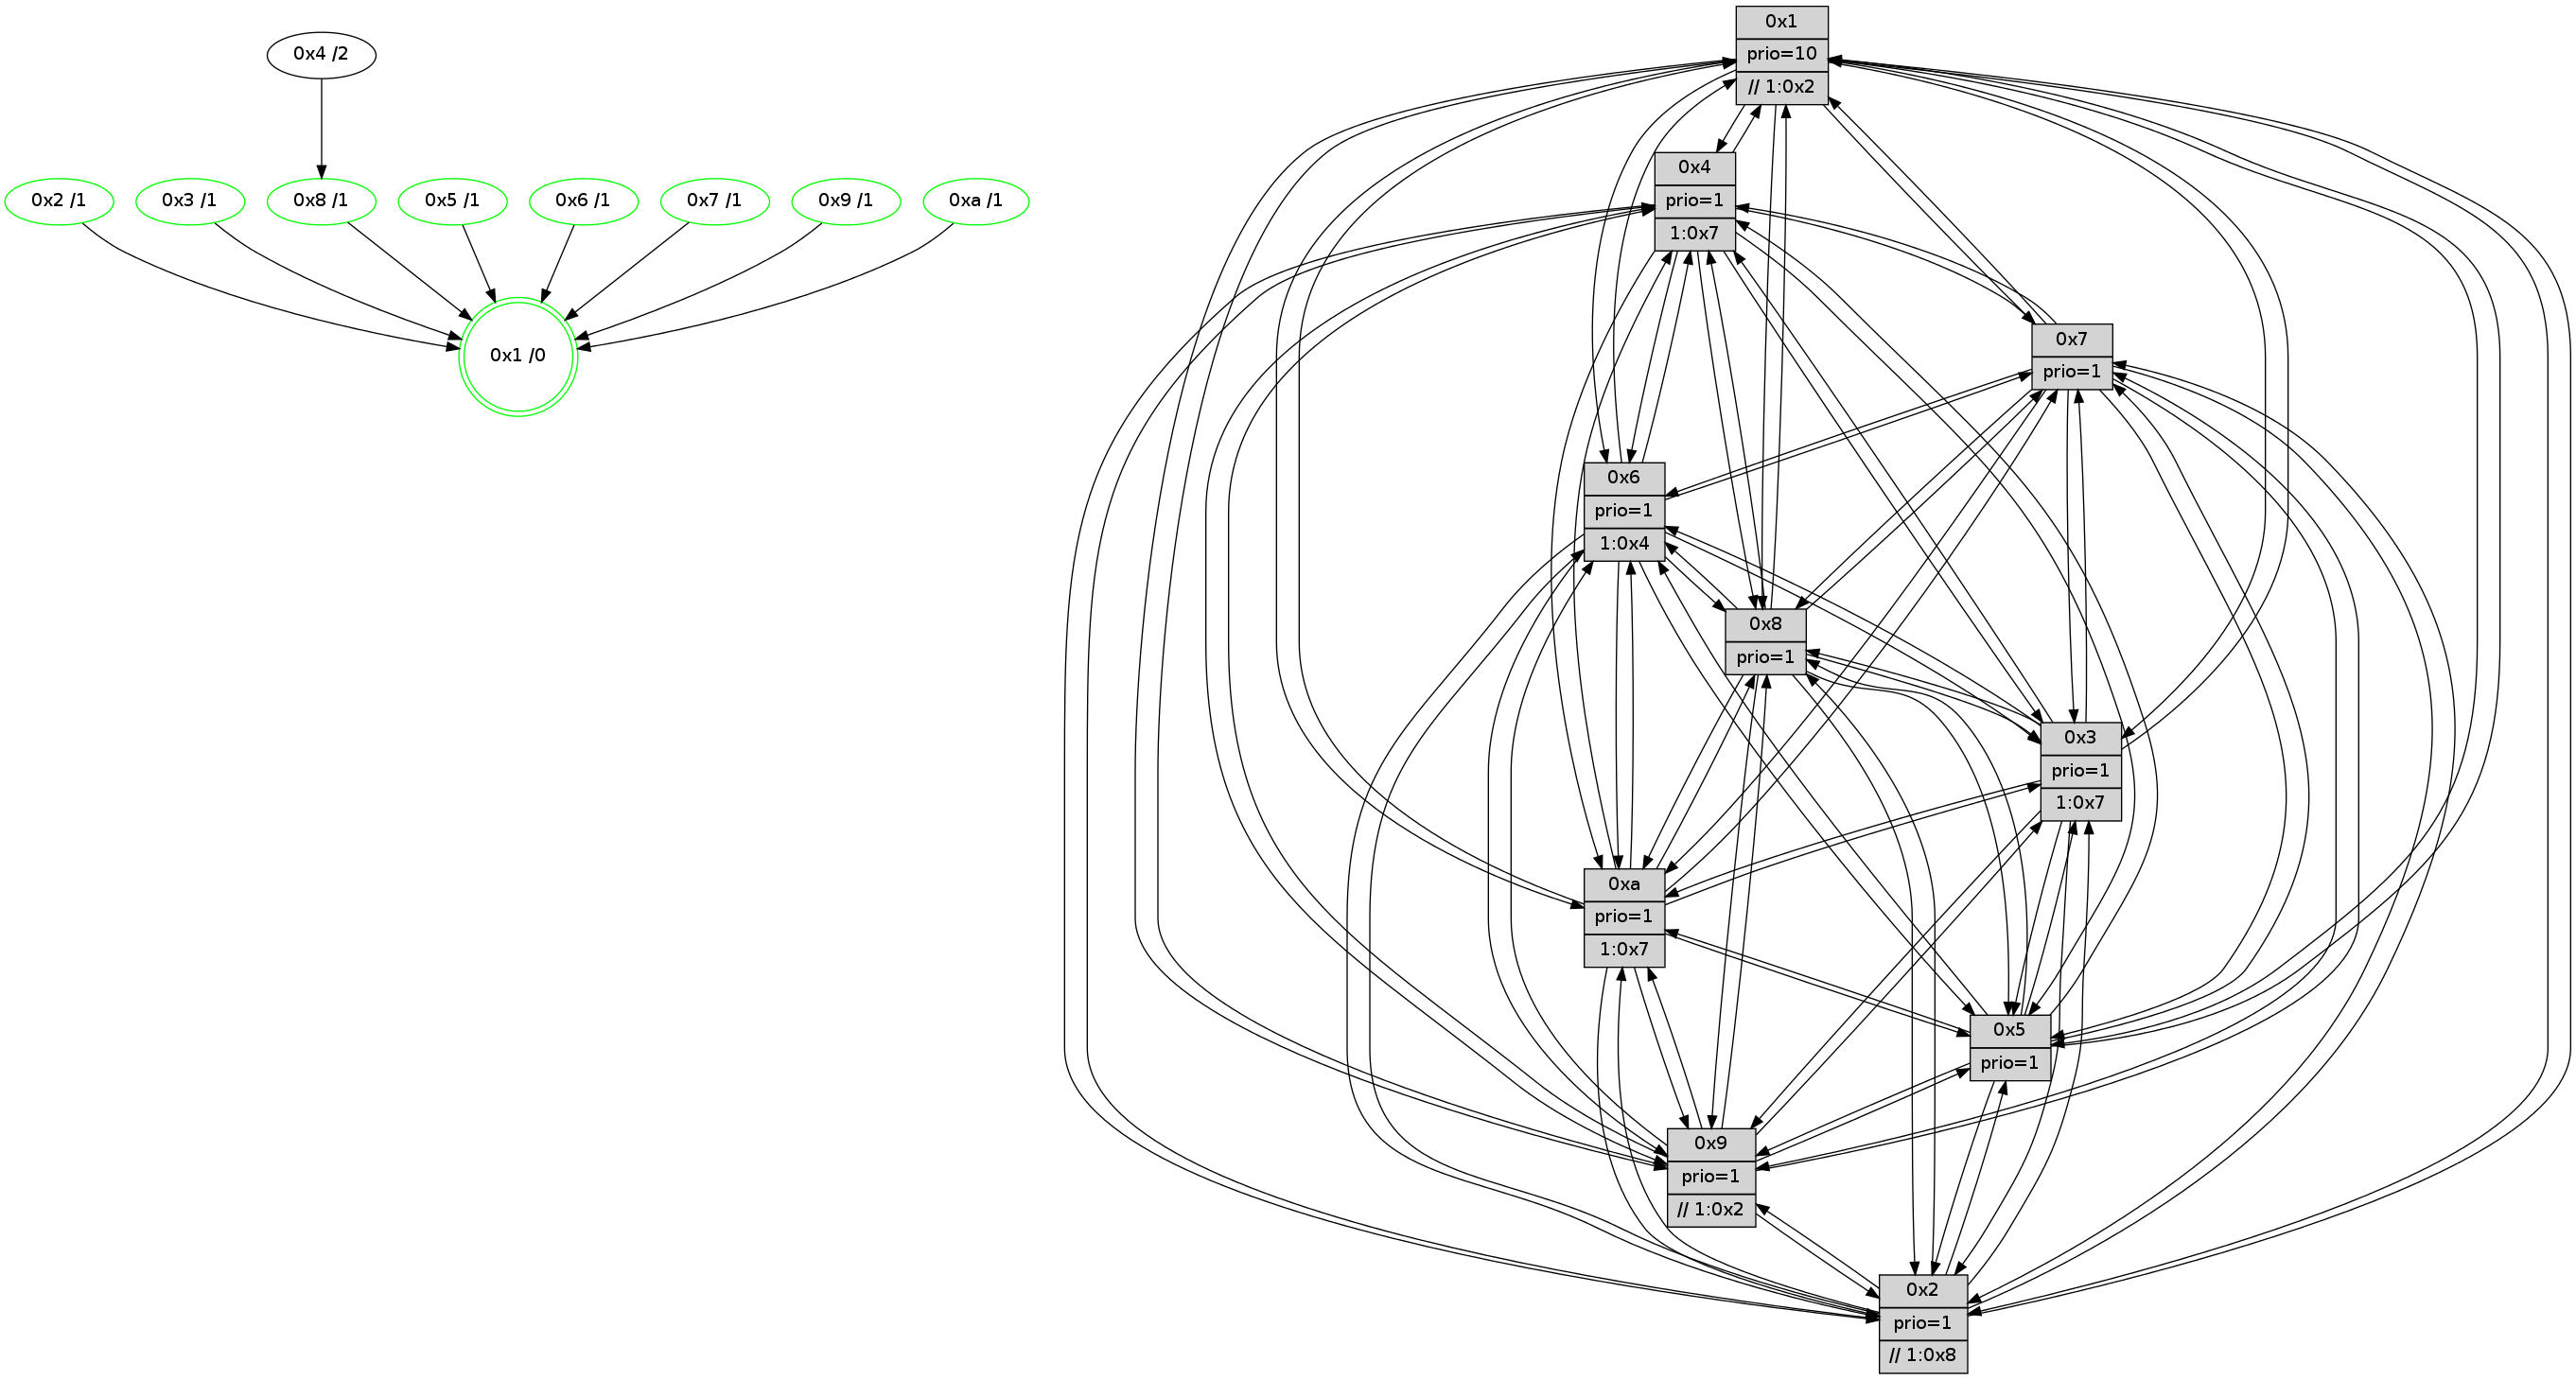 0x4 /2
0x2 /1
0x3 /1
0x8 /1
0x5 /1
0x6 /1
0x7 /1
0x9 /1
0xa /1
0x1 /0
0x1
prio=10
// 1:0x2
0x4
prio=1
1:0x7
0x7
prio=1
0x6
prio=1
1:0x4
0x8
prio=1
0x3
prio=1
1:0x7
0xa
prio=1
1:0x7
0x5
prio=1
0x9
prio=1
// 1:0x2
0x2
prio=1
// 1:0x8